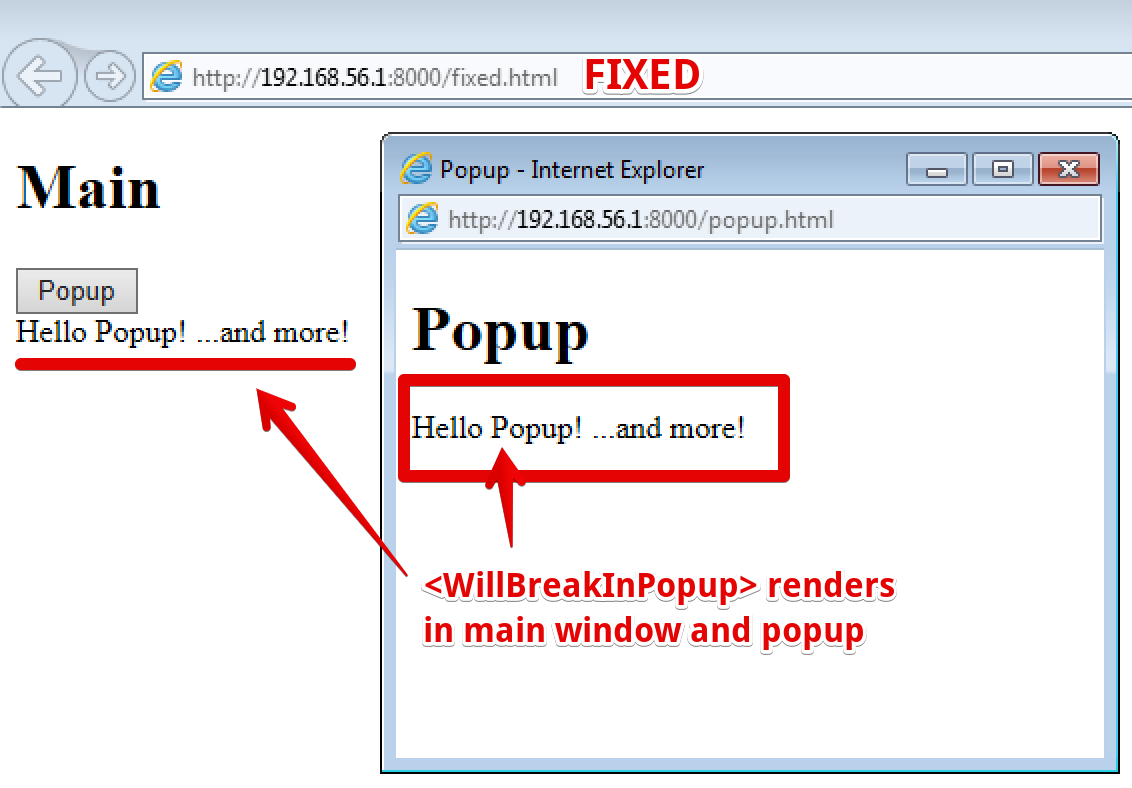 http://192.168.56.1:8000/fixed.html FIXED
Main
Popup
Hello Popup! ...and more!
Popup - Internet Explorer
http://192.168.56.1:8000/popup.html
Popup
Hello Popup! ...and more!
<WillBreakInPopup> renders
in main window and popup